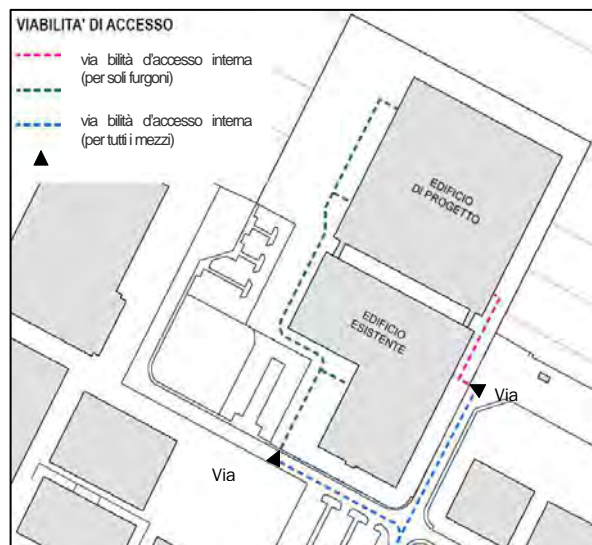 VIABILITA' DI ACCESSO
via bilità d'accesso interna
(per soli furgoni)
via bilità d'accesso interna
(per tutti i mezzi)
EDIFICIO
DI PROGETTO
EDIFICIO
ESISTENTE
Via
Via